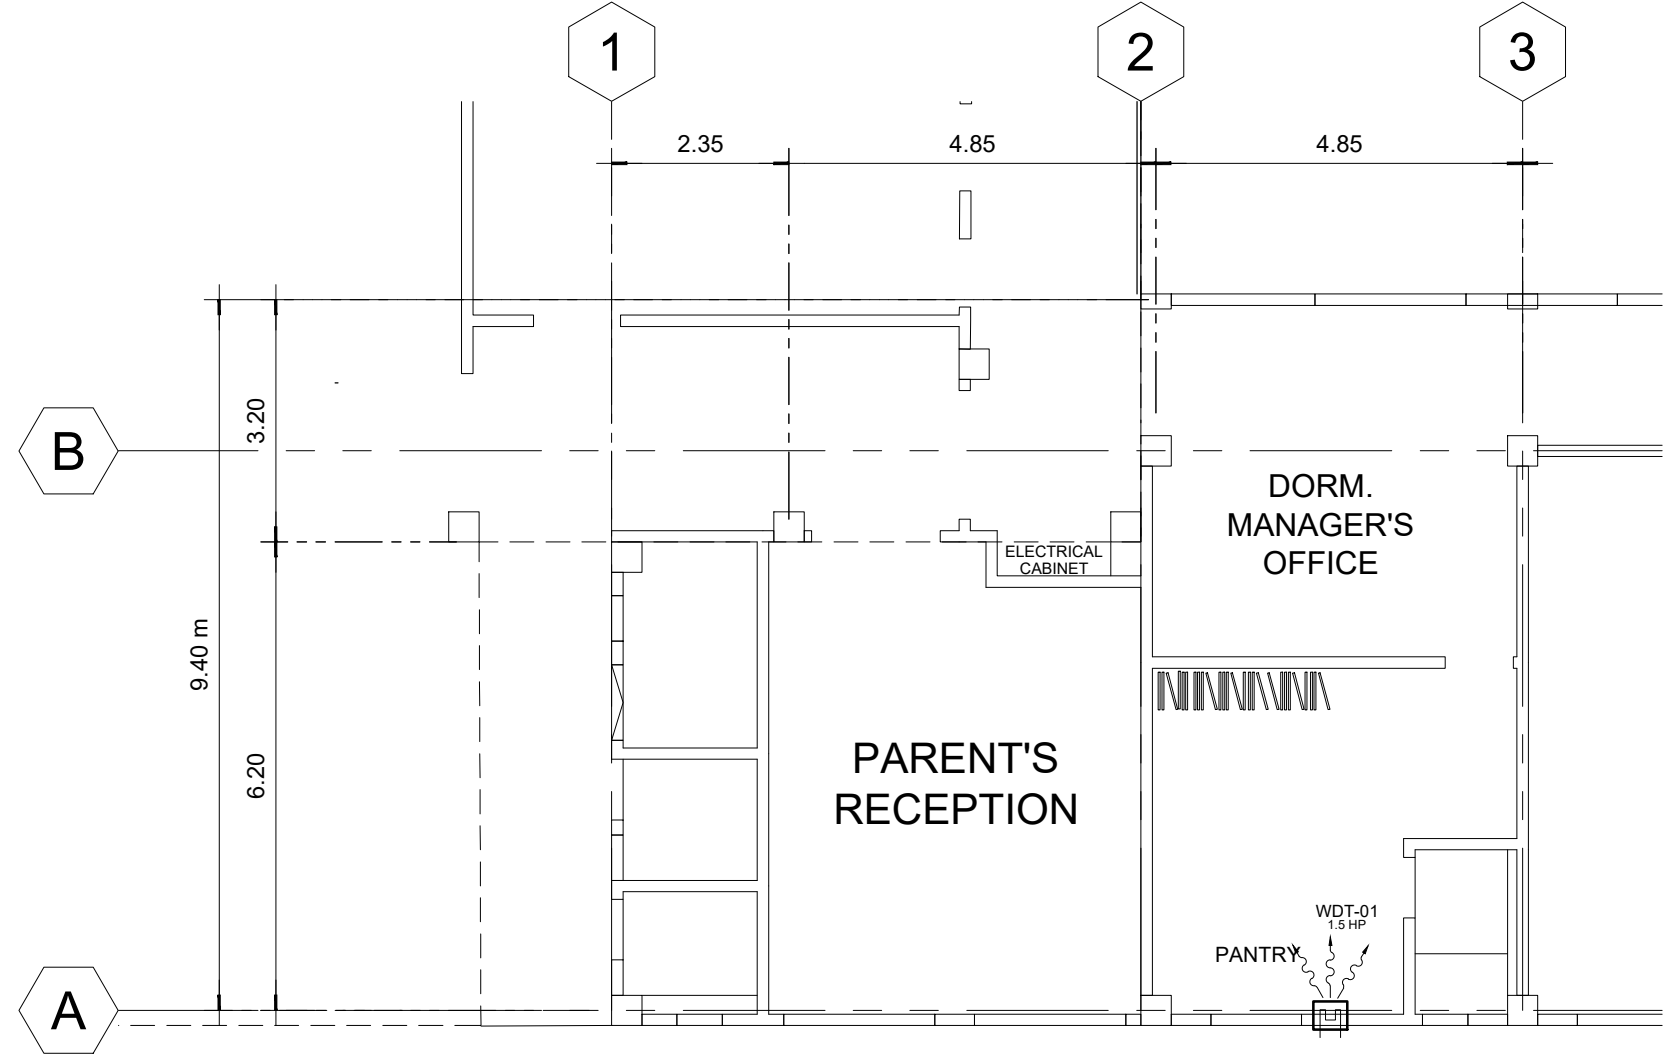 1
2
3
2.35
4.85
4.85
3.20
B
DORM.
MANAGER'S
OFFICE
ELECTRICAL
CABINET
9.40 m
6.20
PARENT'S
RECEPTION
WDT-01
1.5 HP
PANTRY
A